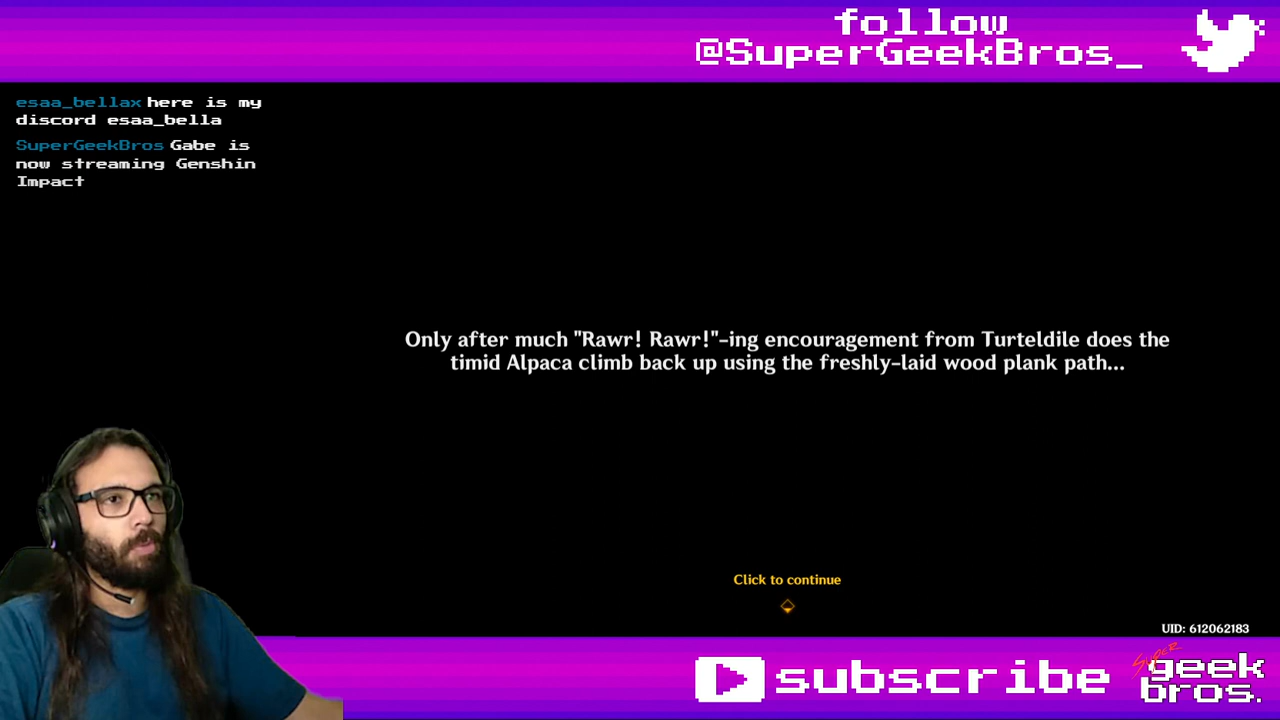 follow
@SuperGeekBros_
esaa_bellax here is my
discord esaa_bella
SuperGeekBros Gabe is
now streaming Genshin
Impact
Only after much "Rawr! Rawr!"-ing encouragement from Turteldile does the
timid Alpaca climb back up using the freshly-laid wood plank path...
Click to continue
UID: 612062183
subscribe
SUPER
geek
bros.